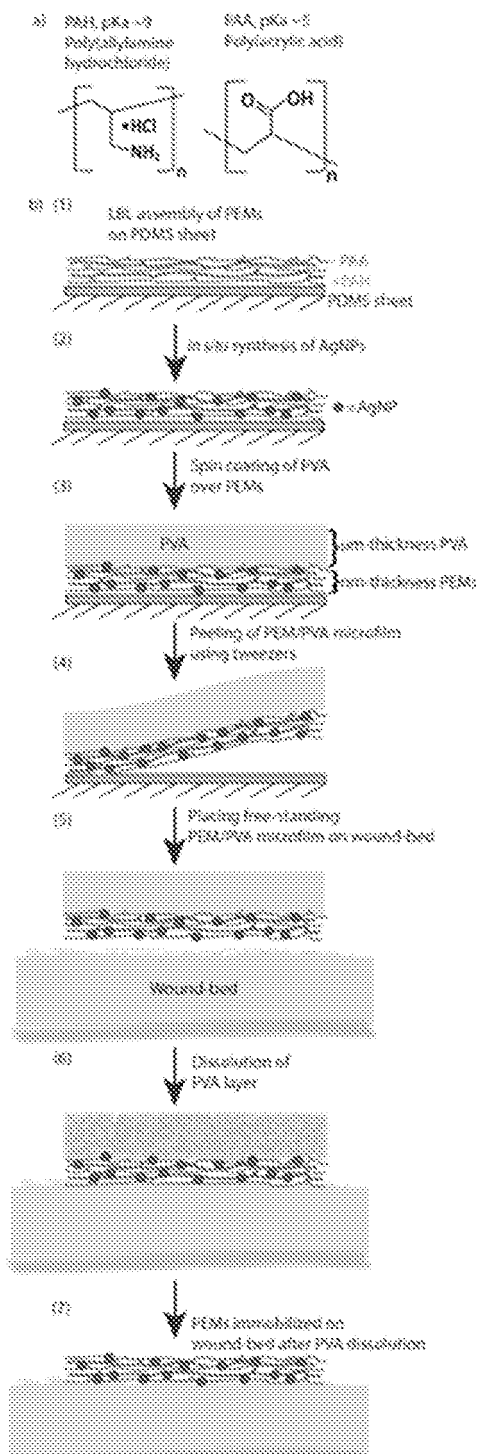 a) PAH, pKa ~9 PAA, pKa ~5
Poly(allylamine Poly(acrylic acid)
hydrochloride)
•HCl
NH₂
n
O OH
n
b) (1) LBL assembly of PEMs
on PDMS sheet
PAA
PAH
PDMS sheet
(2) In situ synthesis of AgNPs
=AgNP
(3) Spin coating of PVA
over PEMs
PVA
μm-thickness PVA
nm-thickness PEMs
(4) Peeling of PEM/PVA microfilm
using tweezers
(5) Placing free-standing
PEM/PVA microfilm on wound-bed
Wound-bed
(6) Dissolution of
PVA layer
(7) PEMs immobilized on
wound-bed after PVA dissolution